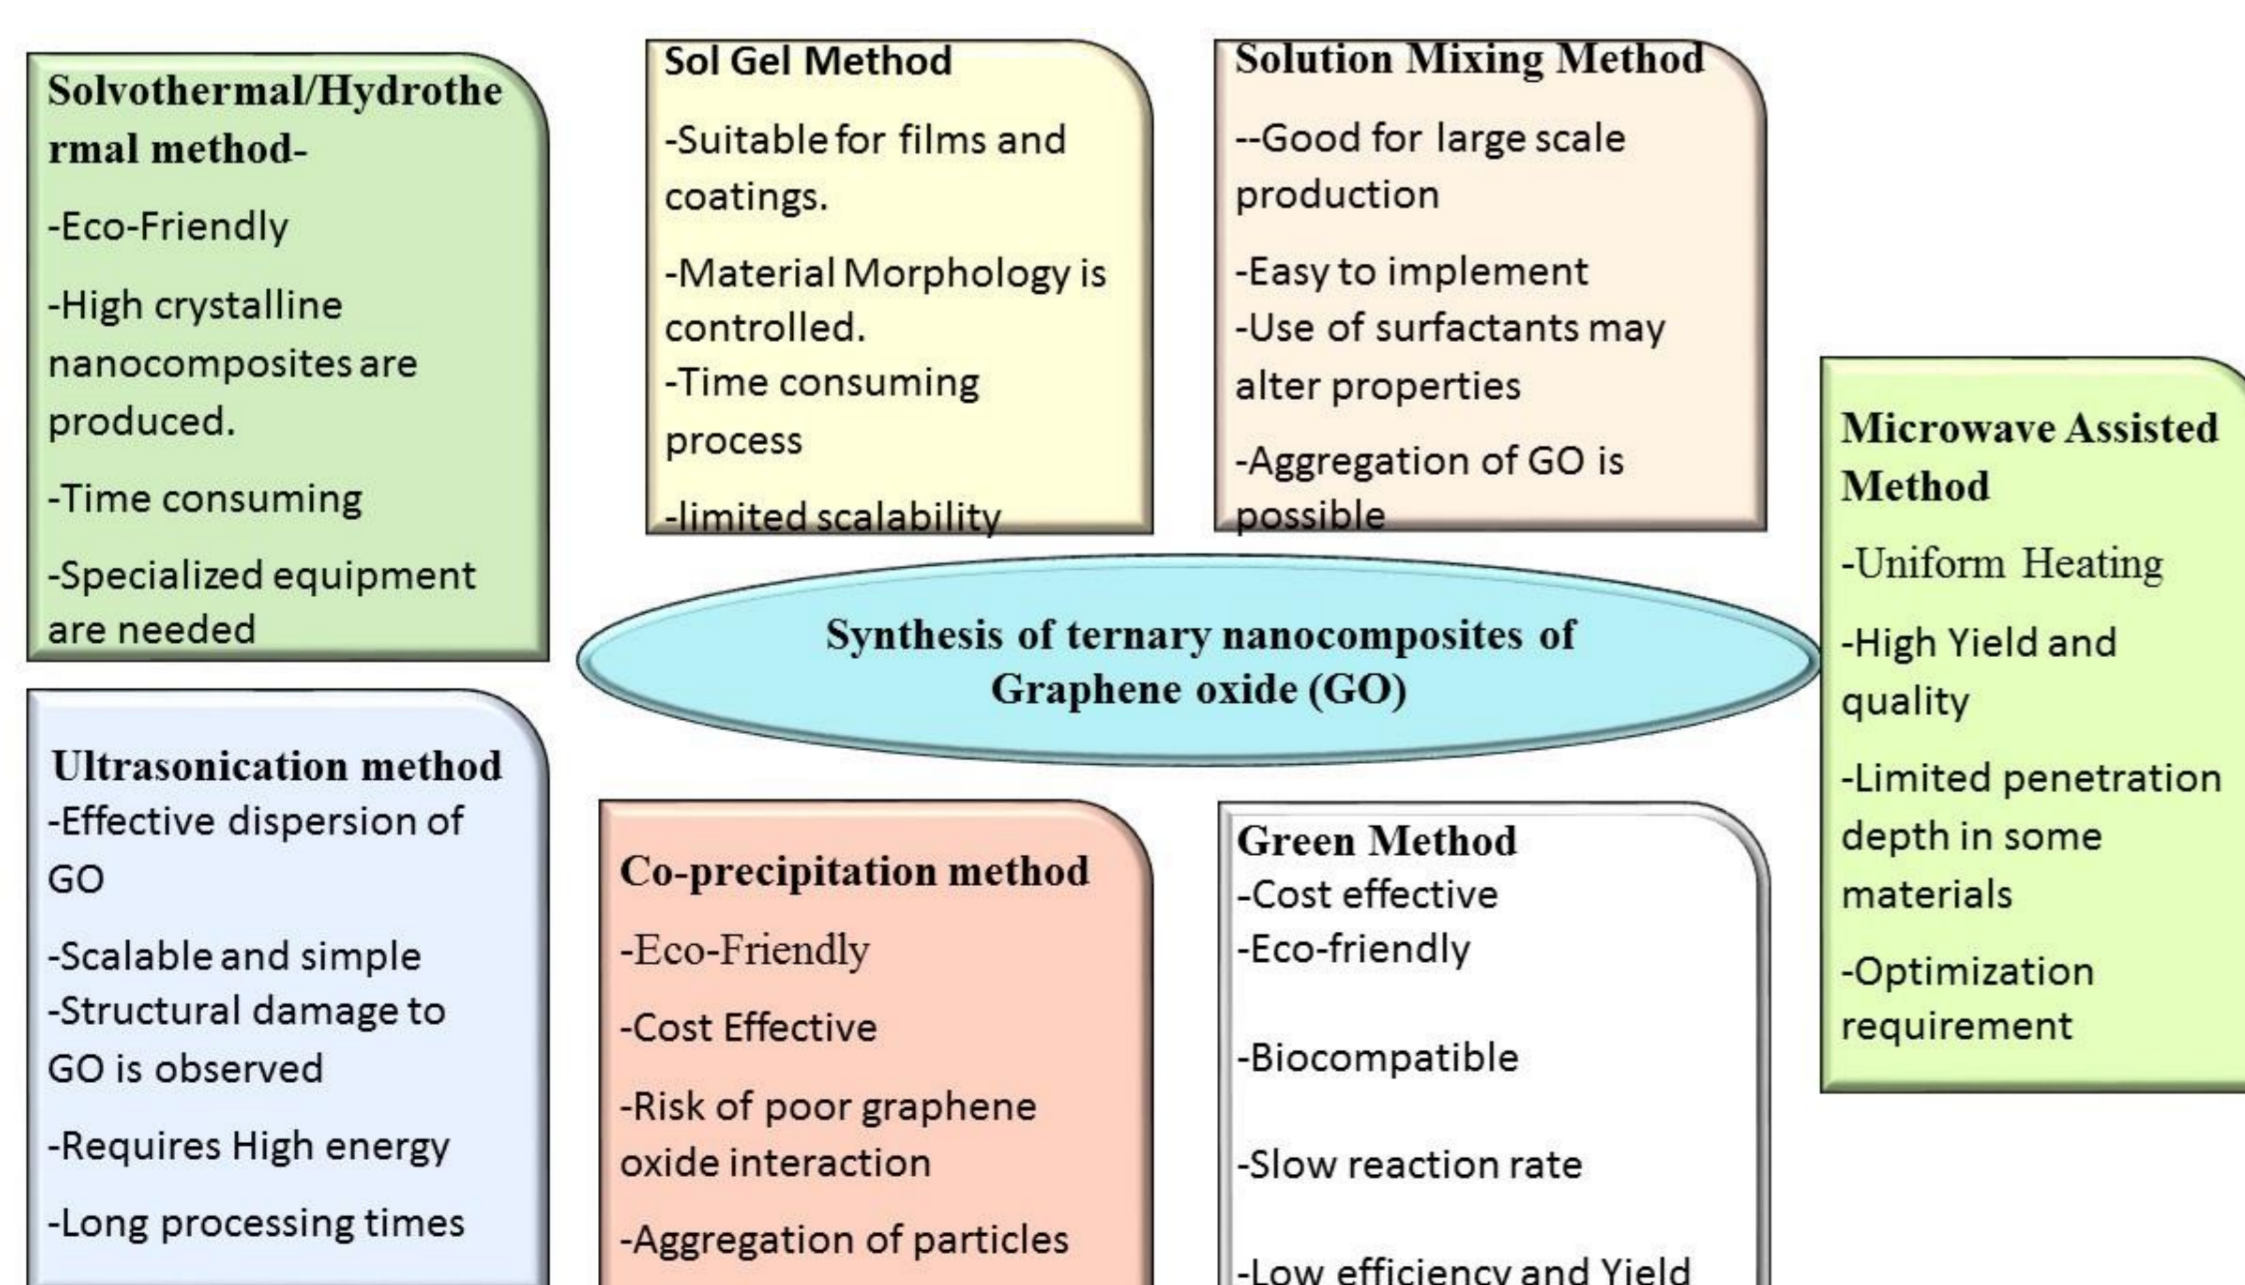 Solvothermal/Hydrothe
rmal method-
-Eco-Friendly
-High crystalline
nanocomposites are
produced.
-Time consuming
-Specialized equipment
are needed
Sol Gel Method
-Suitable for films and
coatings.
-Material Morphology is
controlled.
-Time consuming
process
-limited scalability
Solution Mixing Method
--Good for large scale
production
-Easy to implement
-Use of surfactants may
alter properties
-Aggregation of GO is
possible
Microwave Assisted
Method
-Uniform Heating
-High Yield and
quality
-Limited penetration
depth in some
materials
-Optimization
requirement
Synthesis of ternary nanocomposites of
Graphene oxide (GO)
Ultrasonication method
-Effective dispersion of
GO
-Scalable and simple
-Structural damage to
GO is observed
-Requires High energy
-Long processing times
Co-precipitation method
-Eco-Friendly
-Cost Effective
-Risk of poor graphene
oxide interaction
-Aggregation of particles
Green Method
-Cost effective
-Eco-friendly
-Biocompatible
-Slow reaction rate
-Low efficiency and Yield